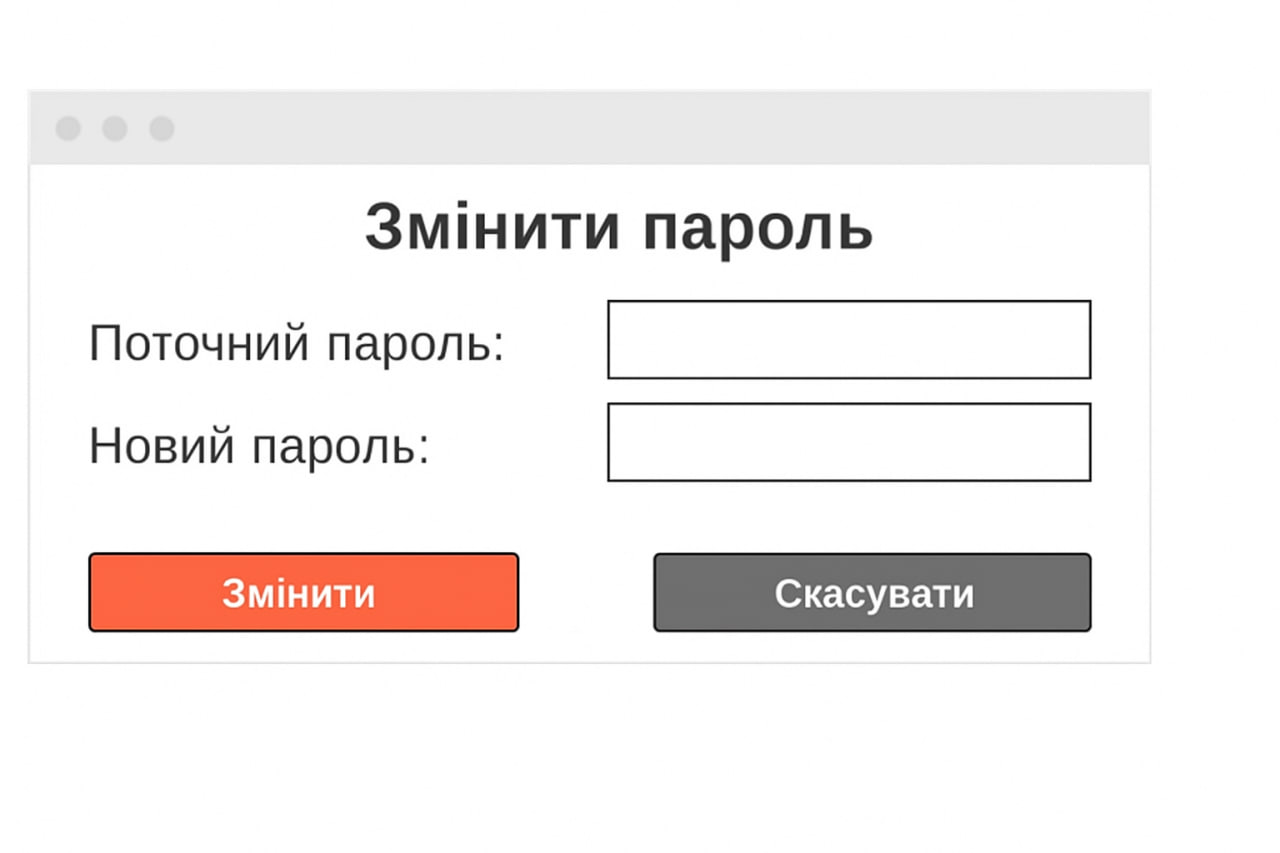 Змінити пароль
Поточний пароль:
Новий пароль:
Змінити
Скасувати